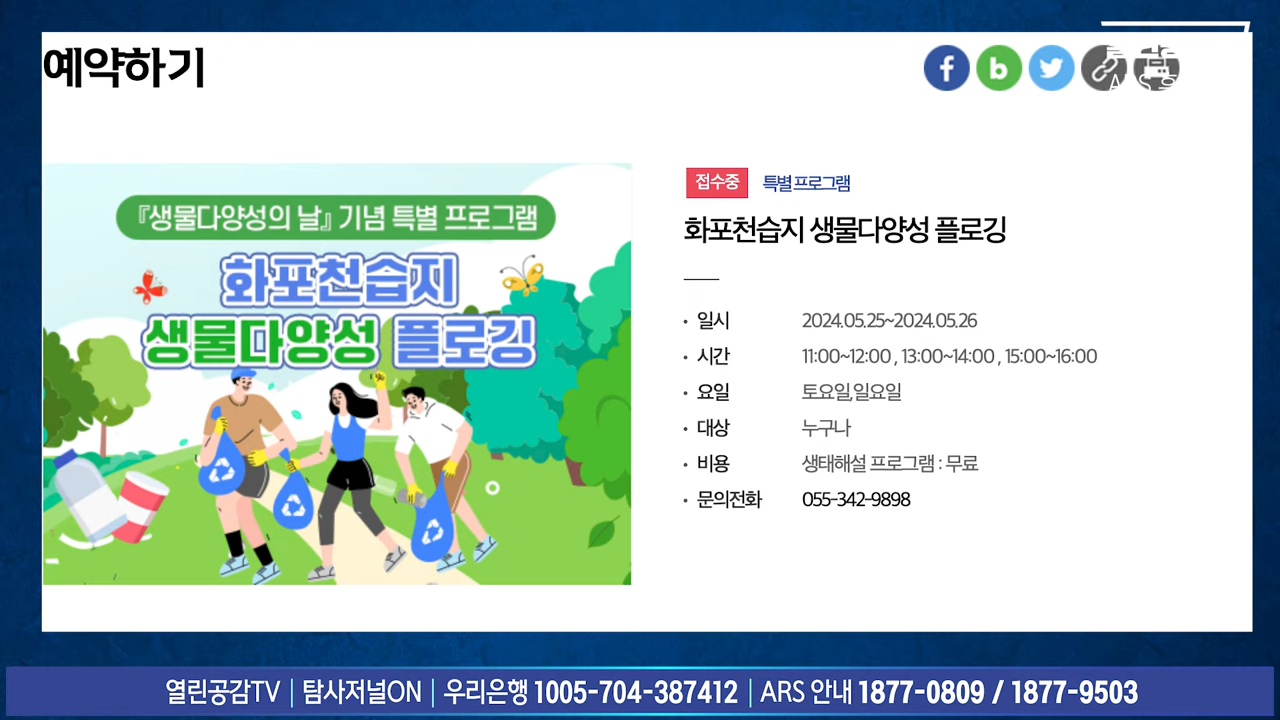 예약하기
『생물다양성의 날』 기념 특별 프로그램
화포천습지
생물다양성 플로깅
접수중 특별 프로그램
화포천습지 생물다양성 플로깅
· 일시 2024.05.25~2024.05.26
· 시간 11:00~12:00 , 13:00~14:00 , 15:00~16:00
· 요일 토요일,일요일
· 대상 누구나
· 비용 생태해설 프로그램 : 무료
· 문의전화 055-342-9898
열린공감TV | 탐사저널ON | 우리은행 1005-704-387412 | ARS 안내 1877-0809 / 1877-9503